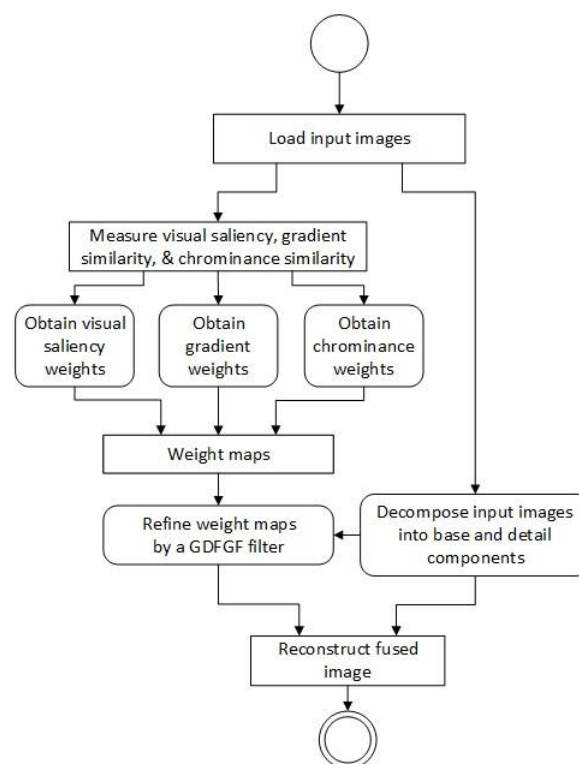 Load input images
Measure visual saliency, gradient
similarity, & chrominance similarity
Obtain visual
saliency
weights
Obtain
gradient
weights
Obtain
chrominance
weights
Weight maps
Refine weight maps
by a GDFGF filter
Decompose input images
into base and detail
components
Reconstruct fused
image